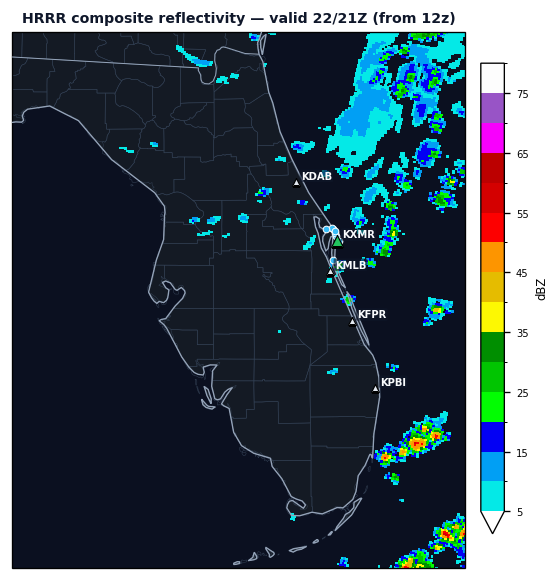 HRRR composite reflectivity — valid 22/21Z (from 12z)
75
65
55
45
35
25
15
5
dBZ
KDAB
KXMR
KMLB
KFPR
KPBI